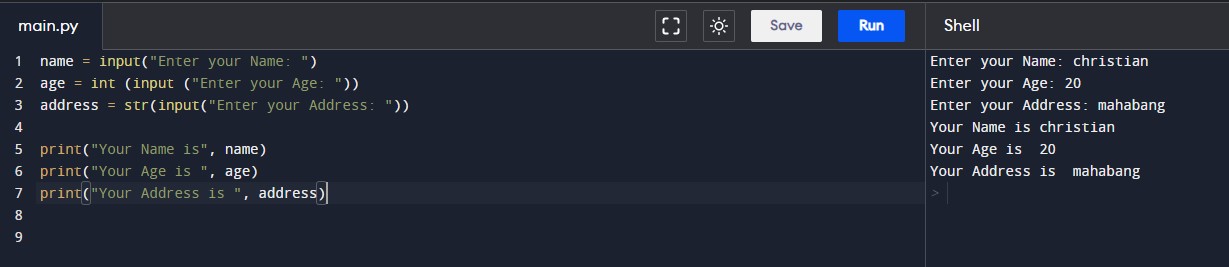 main.py Save Run Shell
1 name = input("Enter your Name: ")
2 age = int (input ("Enter your Age: "))
3 address = str(input("Enter your Address: "))
4
5 print("Your Name is", name)
6 print("Your Age is ", age)
7 print("Your Address is ", address)
8
9
Enter your Name: christian
Enter your Age: 20
Enter your Address: mahabang
Your Name is christian
Your Age is  20
Your Address is  mahabang
>